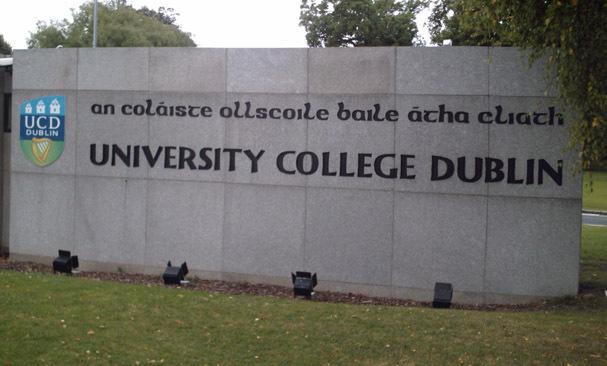 UCD
DUBLIN
an coláiste ollscoile baile átha cliath
UNIVERSITY COLLEGE DUBLIN